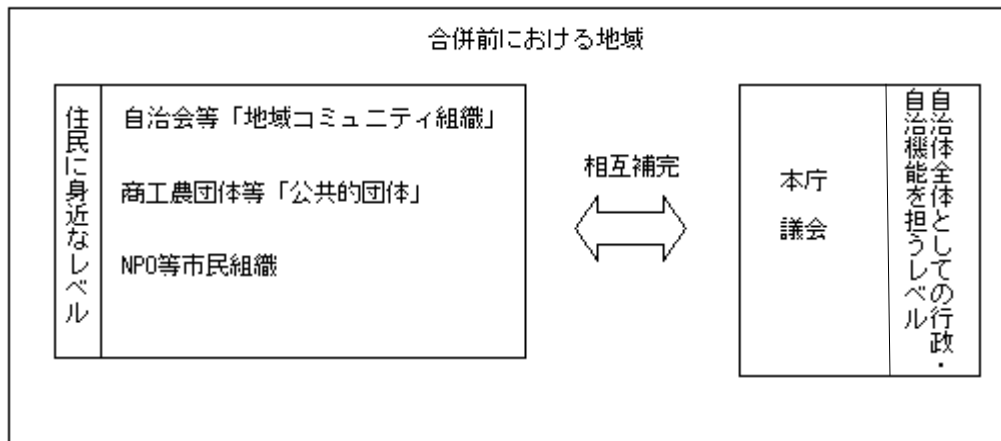 合併前における地域
住民に身近なレベル
自治会等「地域コミュニティ組織」
商工農団体等「公共的団体」
NPO等市民組織
相互補完
本庁
議会
自治体全体としての行政・
自治機能を担うレベル